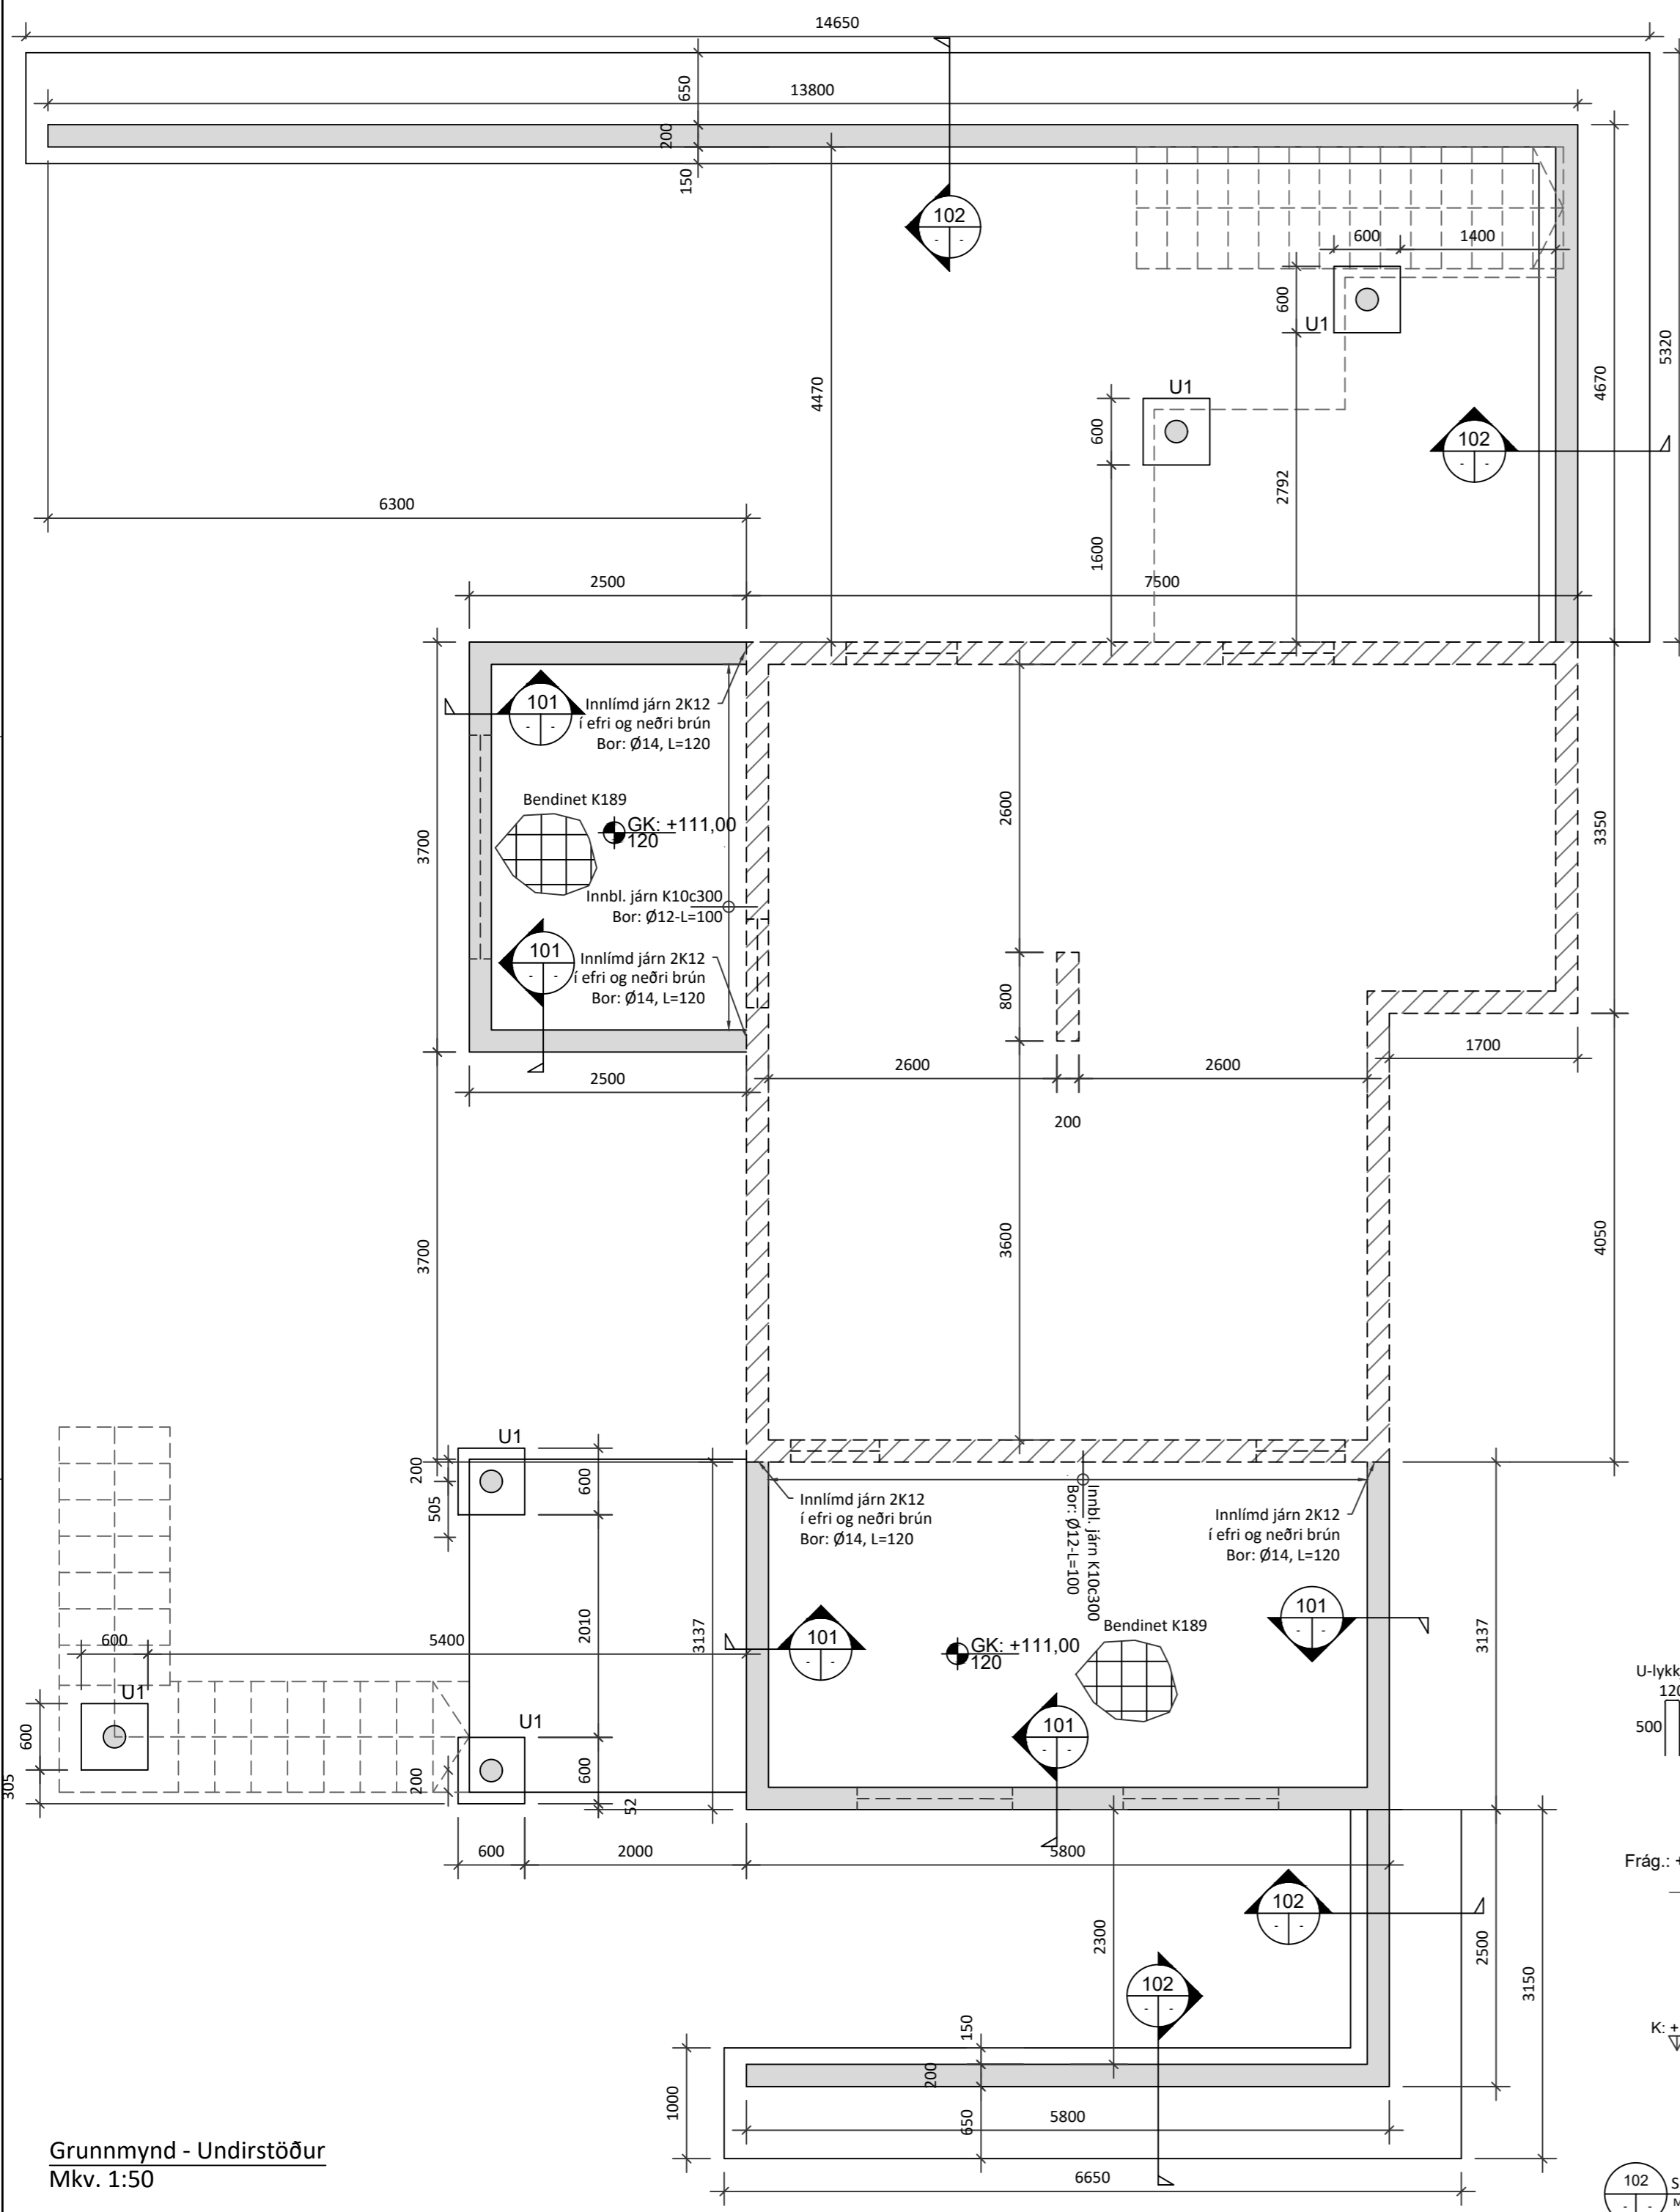 14650
650
13800
200
150
102
- -
600
1400
600
U1
5320
4670
4470
U1
600
102
- -
2792
6300
1600
2500
7500
101
- -
Innlímd járn 2K12
í efri og neðri brún
Bor: Ø14, L=120
Bendinet K189
GK: +111,00
120
3700
2600
3350
Innbl. járn K10c300
Bor: Ø12-L=100
101
- -
Innlímd járn 2K12
í efri og neðri brún
Bor: Ø14, L=120
800
1700
2600
2600
2500
200
3700
3600
4050
U1
200
600
505
Innlímd járn 2K12
í efri og neðri brún
Bor: Ø14, L=120
Innbl. járn K10c300
Bor: Ø12-L=100
Innlímd járn 2K12
í efri og neðri brún
Bor: Ø14, L=120
2010
3137
101
- -
GK: +111,00
120
Bendinet K189
101
- -
3137
600
5400
U1
600
305
U1
200
600
52
101
- -
U-lykk
120
500
600
2000
5800
Frág.: +
102
- -
2300
2500
3150
102
- -
150
200
650
1000
K: +
5800
6650
Grunnmynd - Undirstöður
Mkv. 1:50
102
- -
S
M